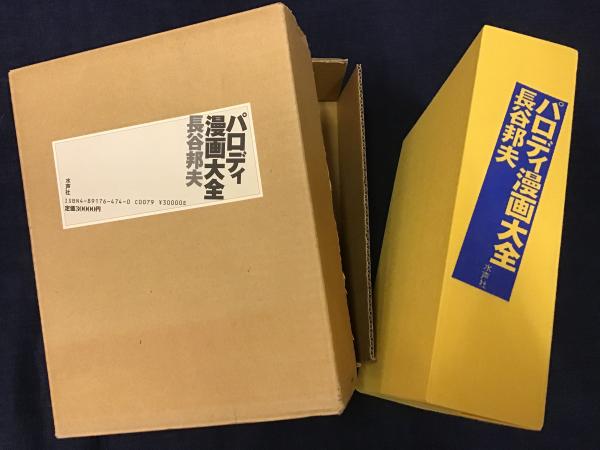 パロディ
漫画大全
長谷邦夫
水声社
ISBN4-89176-474-0 C0079 ¥30000E
定価30000円
パロディ漫画大全
長谷邦夫
水声社